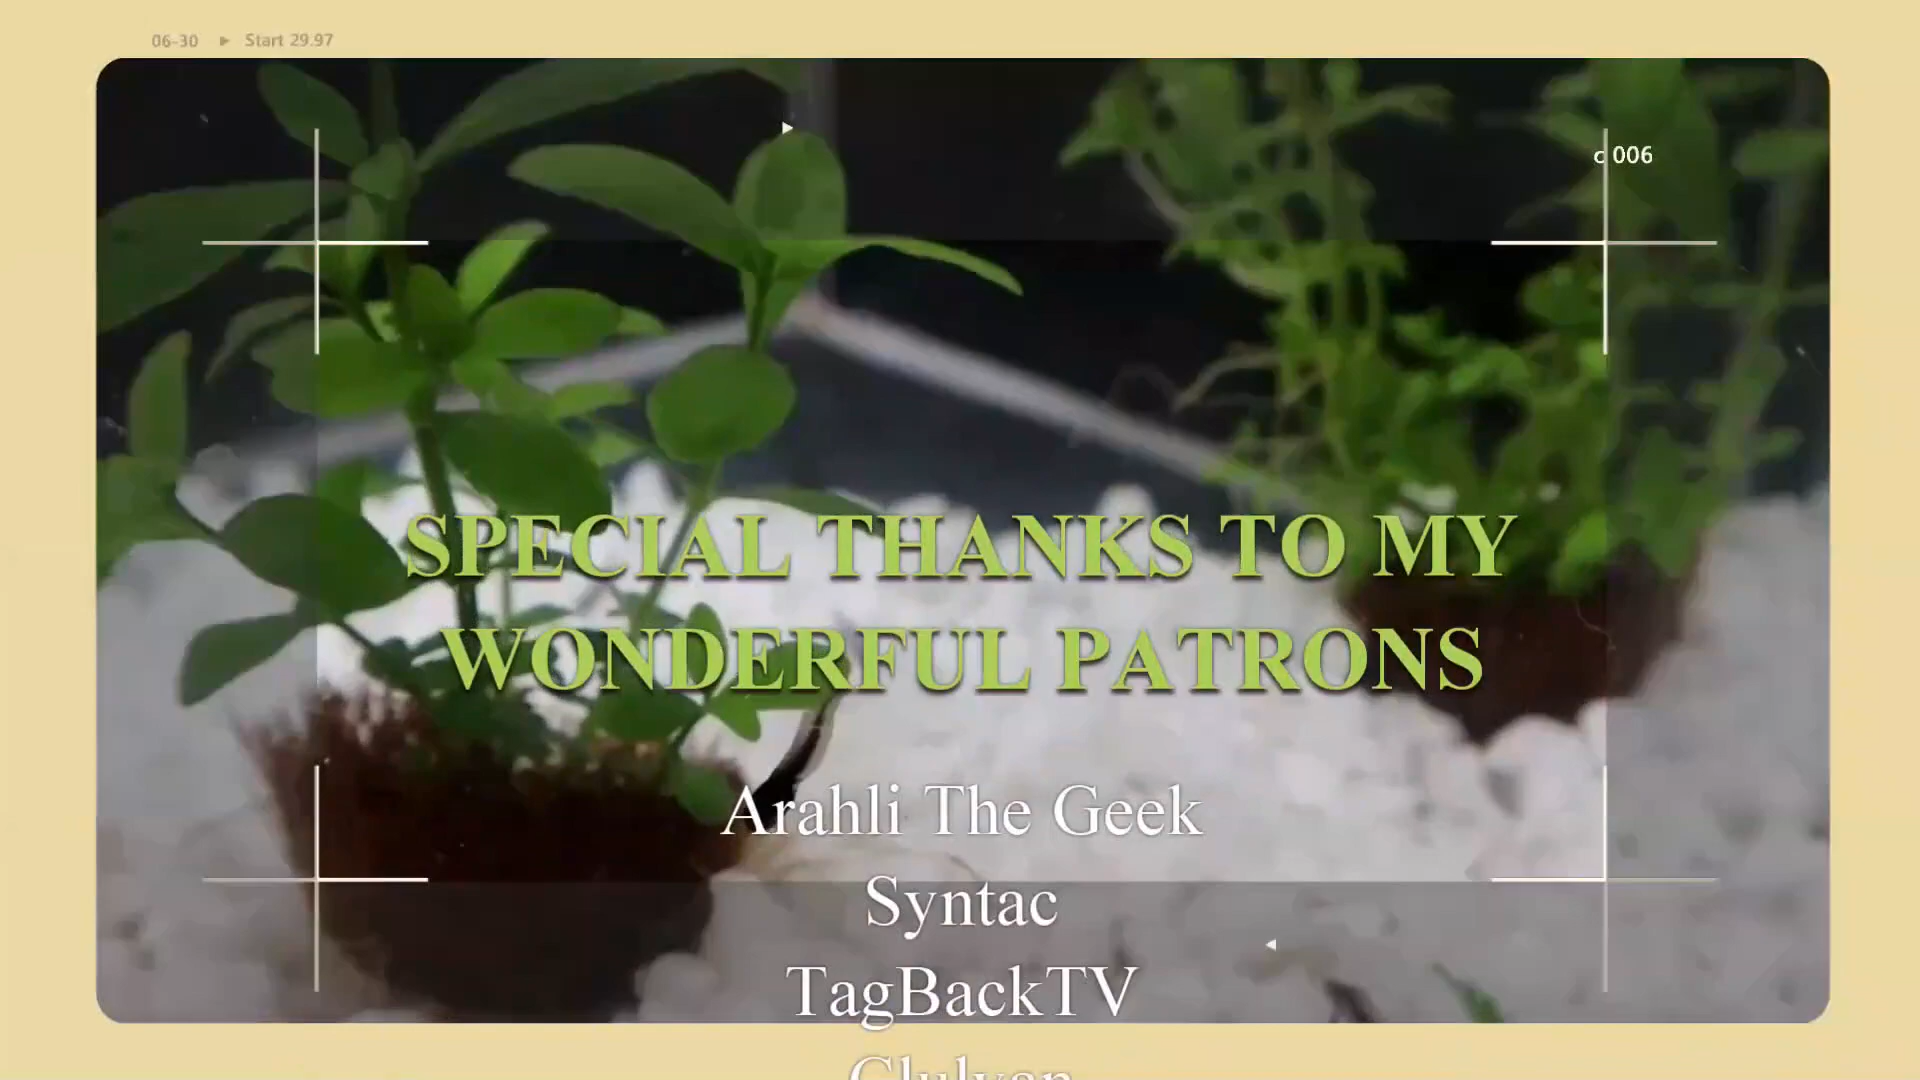 06-30 ▶ Start 29.97
c 006
SPECIAL THANKS TO MY
WONDERFUL PATRONS
Arahli The Geek
Syntac
TagBackTV